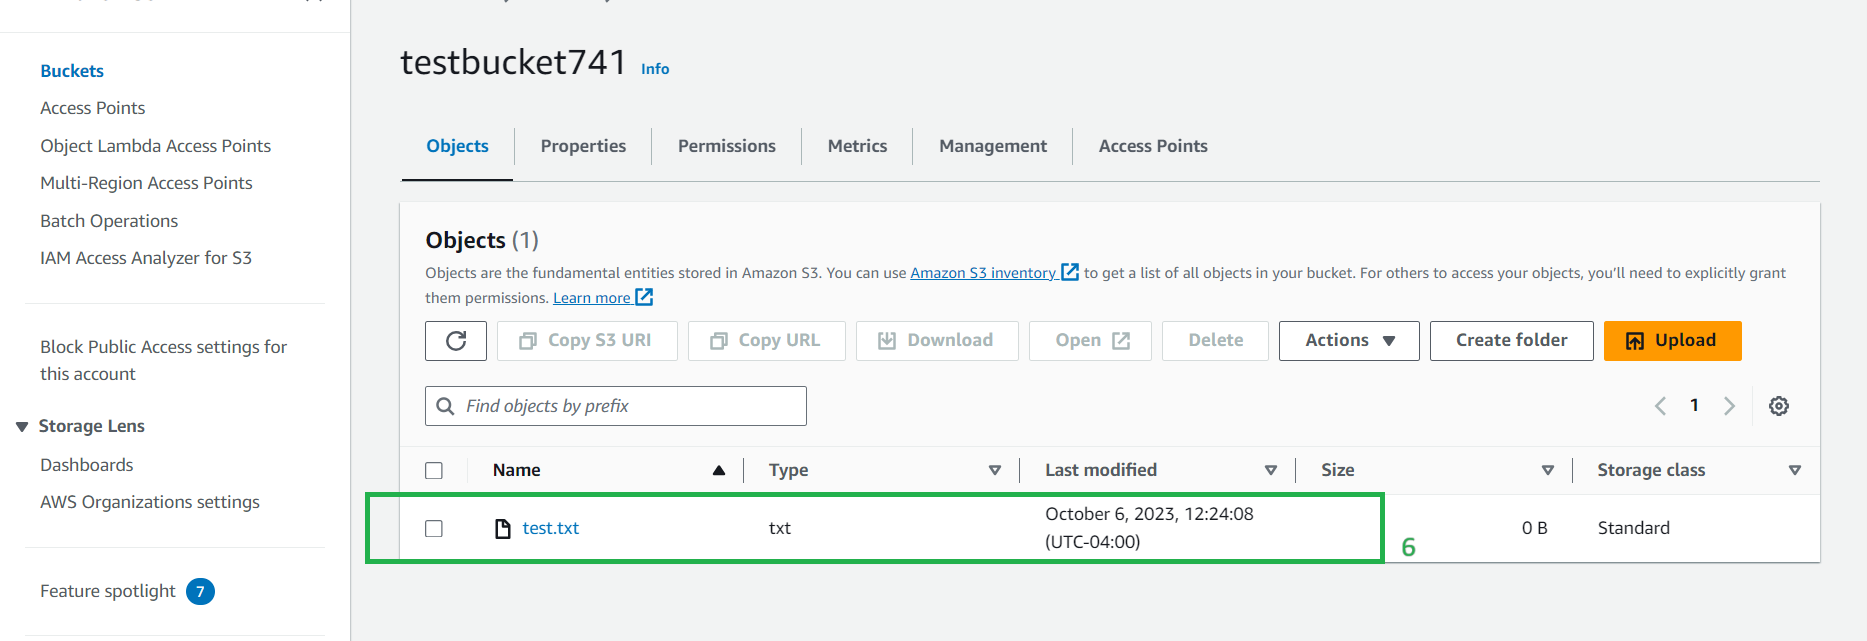 Buckets
Access Points
Object Lambda Access Points
Multi-Region Access Points
Batch Operations
IAM Access Analyzer for S3
Block Public Access settings for
this account
Storage Lens
Dashboards
AWS Organizations settings
Feature spotlight 7
testbucket741 Info
Objects Properties Permissions Metrics Management Access Points
Objects (1)
Objects are the fundamental entities stored in Amazon S3. You can use Amazon S3 inventory to get a list of all objects in your bucket. For others to access your objects, you’ll need to explicitly grant
them permissions. Learn more
Copy S3 URI Copy URL Download Open Delete Actions Create folder Upload
Find objects by prefix 1
Name Type Last modified Size Storage class
test.txt txt October 6, 2023, 12:24:08 0 B Standard
(UTC-04:00)
6